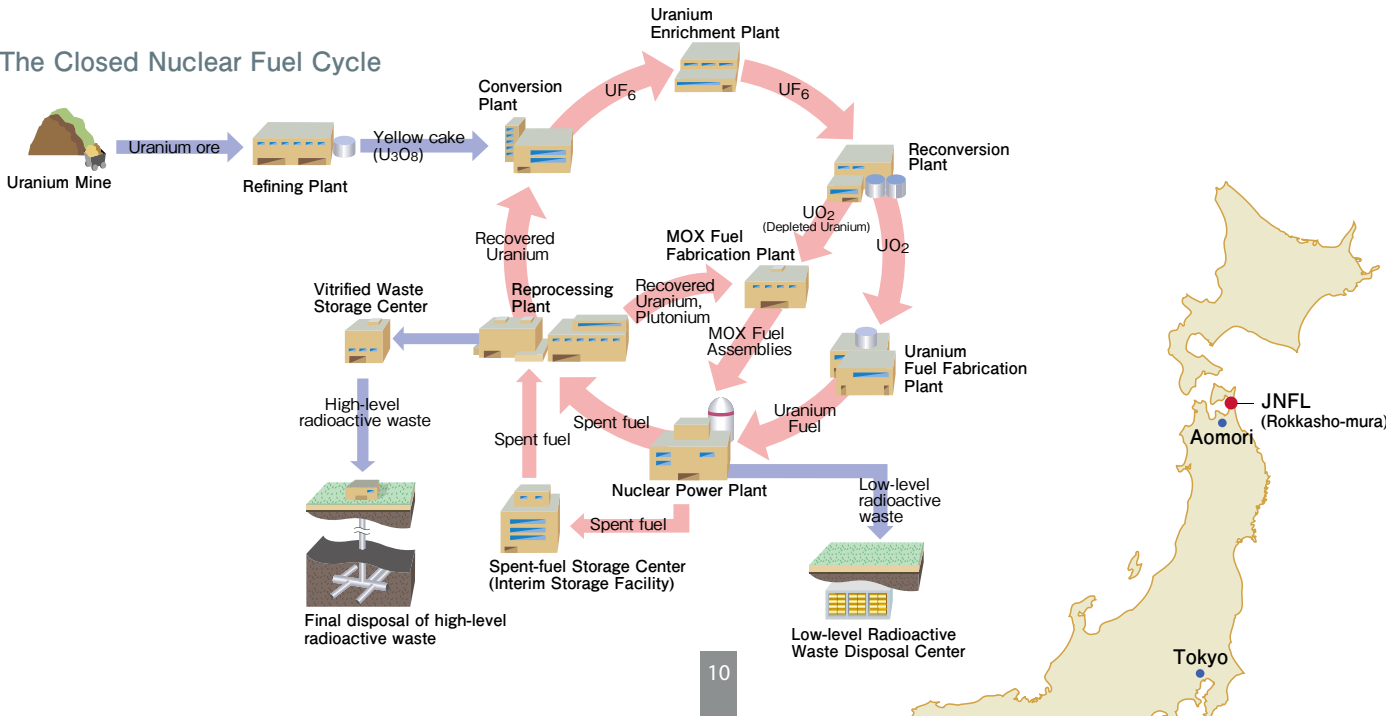 The Closed Nuclear Fuel Cycle
Uranium
Enrichment Plant
Conversion
Plant
UF6
UF6
Uranium ore
Yellow cake
(U3O8)
Reconversion
Plant
Uranium Mine
Refining Plant
UO2
(Depleted Uranium)
UO2
MOX Fuel
Fabrication Plant
Recovered
Uranium
Vitrified Waste
Storage Center
Reprocessing
Plant
Recovered
Uranium,
Plutonium
MOX Fuel
Assemblies
Uranium
Fuel Fabrication
Plant
High-level
radioactive waste
Spent fuel
Spent fuel
Uranium
Fuel
JNFL
(Rokkasho-mura)
Aomori
Nuclear Power Plant
Low-level
radioactive
waste
Spent fuel
Spent-fuel Storage Center
(Interim Storage Facility)
Final disposal of high-level
radioactive waste
Low-level Radioactive
Waste Disposal Center
Tokyo
10